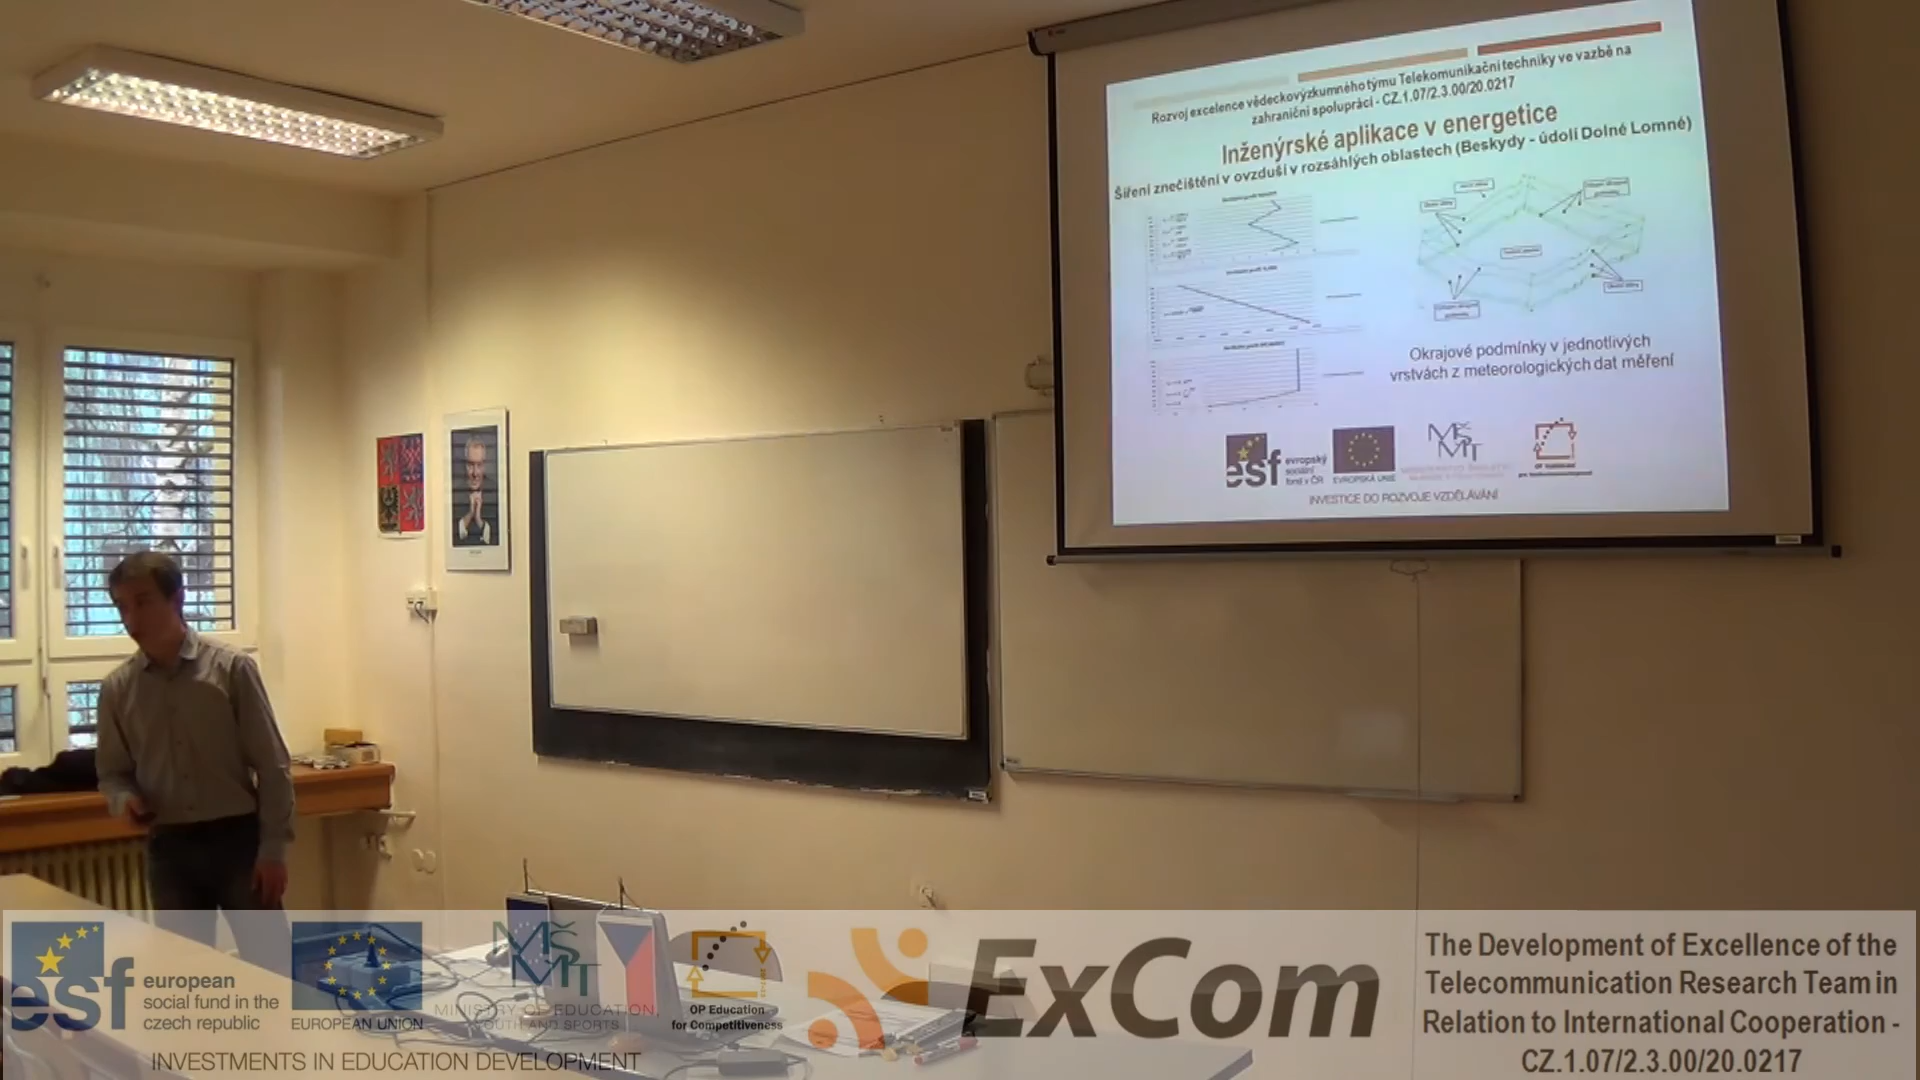 Rozvoj excelence vědeckovýzkumného týmu Telekomunikační techniky ve vazbě na
zahraniční spolupráci - CZ.1.07/2.3.00/20.0217
Inženýrské aplikace v energetice
Šíření znečištění v ovzduší v rozsáhlých oblastech (Beskydy - údolí Dolné Lomné)
Okrajové podmínky v jednotlivých
vrstvách z meteorologických dat měření
esf
evropský
sociální
fond v ČR
EVROPSKÁ UNIE
MŠMT
INVESTICE DO ROZVOJE VZDĚLÁVÁNÍ
esf
european
social fund in the
czech republic
EUROPEAN UNION
MŠMT
MINISTRY OF EDUCATION,
YOUTH AND SPORTS
OP Education
for Competitiveness
INVESTMENTS IN EDUCATION DEVELOPMENT
ExCom
The Development of Excellence of the
Telecommunication Research Team in
Relation to International Cooperation -
CZ.1.07/2.3.00/20.0217